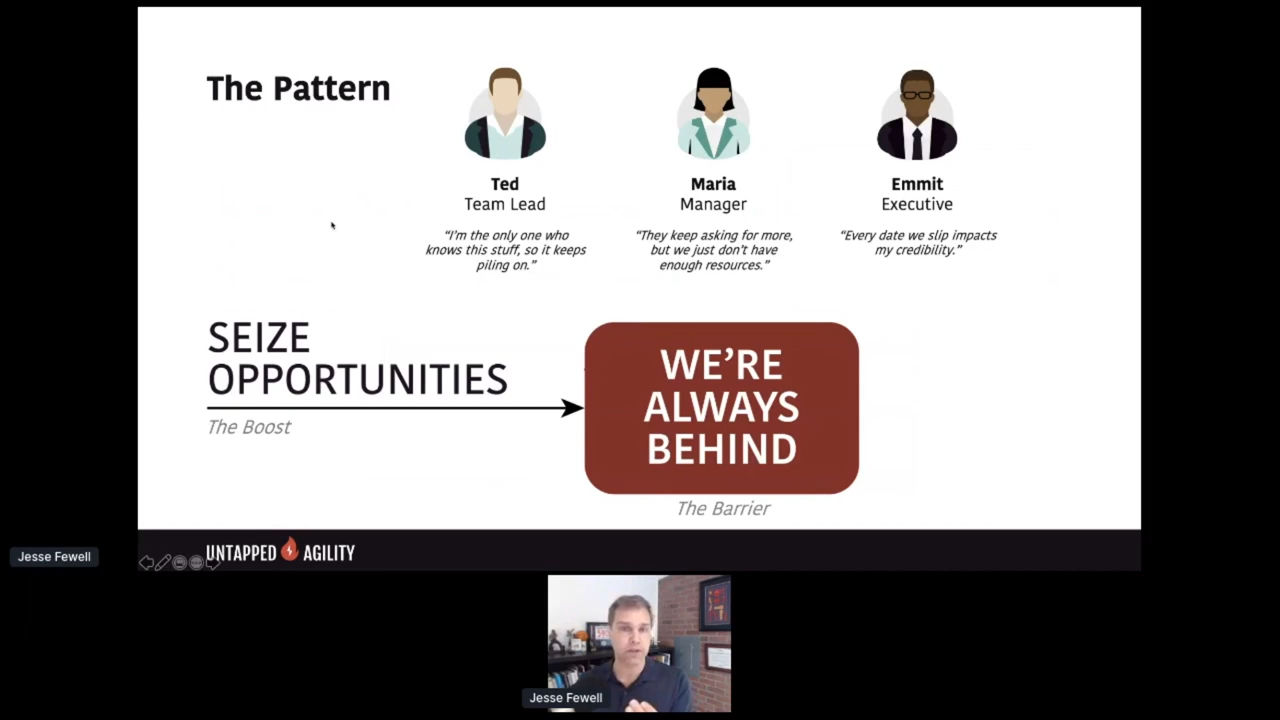 The Pattern
Ted
Team Lead
“I’m the only one who
knows this stuff, so it keeps
piling on.”
Maria
Manager
“They keep asking for more,
but we just don’t have
enough resources.”
Emmit
Executive
“Every date we slip impacts
my credibility.”
SEIZE
OPPORTUNITIES
The Boost
WE’RE
ALWAYS
BEHIND
The Barrier
UNTAPPED AGILITY
Jesse Fewell
Jesse Fewell